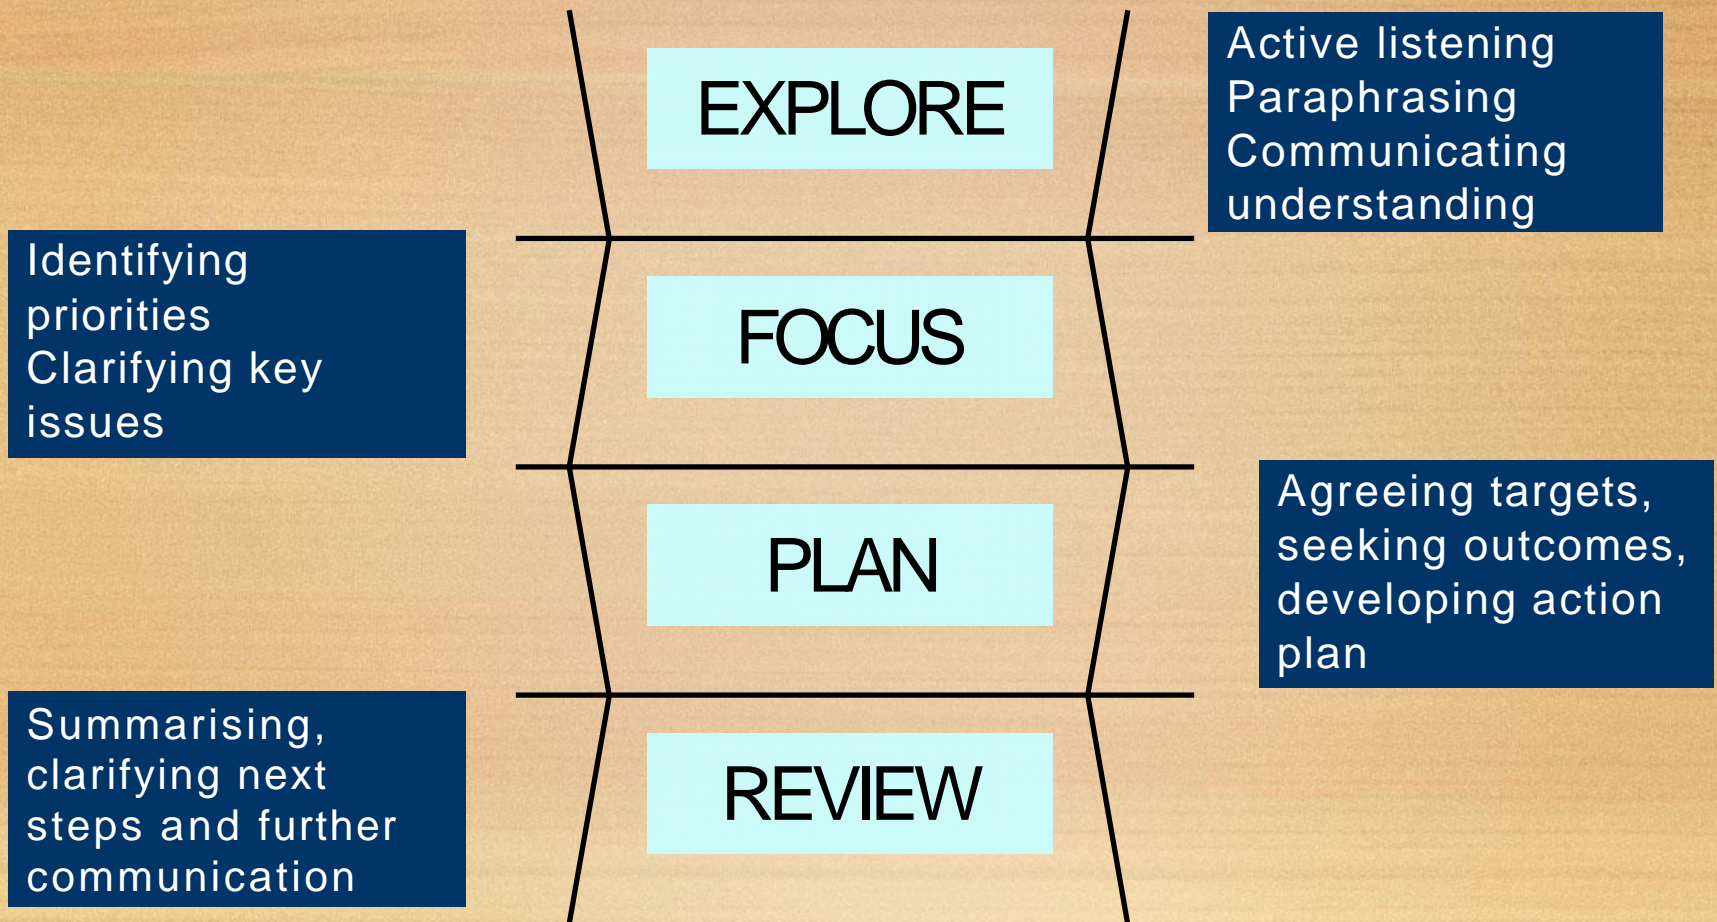 EXPLORE
Active listening
Paraphrasing
Communicating
understanding
Identifying
priorities
Clarifying key
issues
FOCUS
PLAN
Agreeing targets,
seeking outcomes,
developing action
plan
Summarising,
clarifying next
steps and further
communication
REVIEW